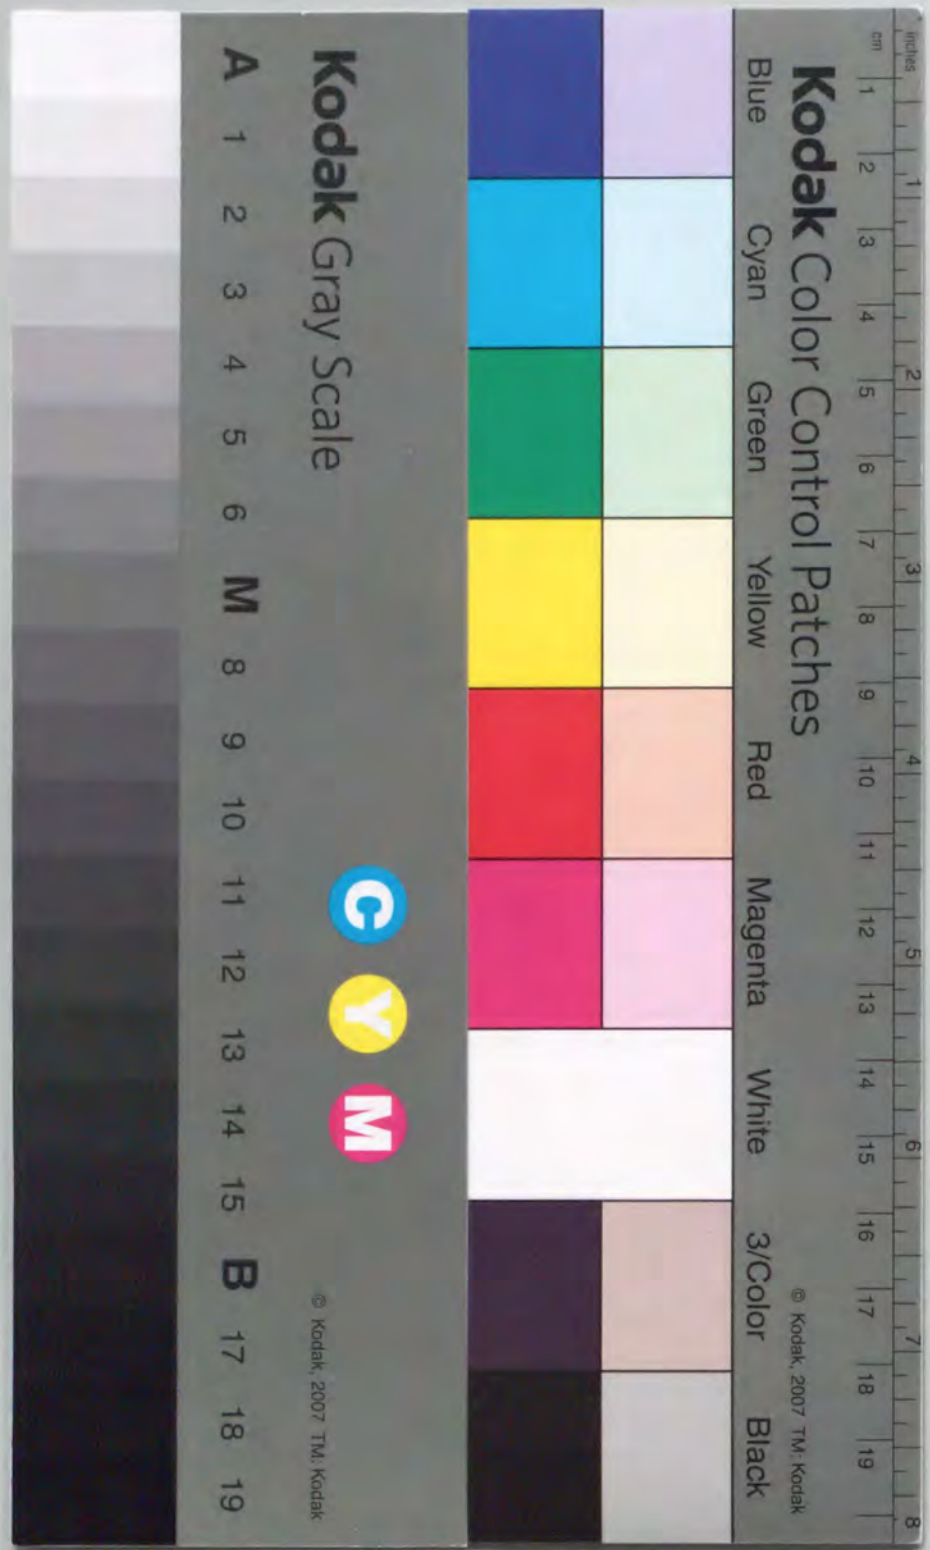 inches 1 2 3 4 5 6 7 8
cm 1 2 3 4 5 6 7 8 9 10 11 12 13 14 15 16 17 18 19
Kodak Color Control Patches
© Kodak, 2007 TM: Kodak
Blue Cyan Green Yellow Red Magenta White 3/Color Black
Kodak Gray Scale
C Y M
© Kodak, 2007 TM: Kodak
A 1 2 3 4 5 6 M 8 9 10 11 12 13 14 15 B 17 18 19